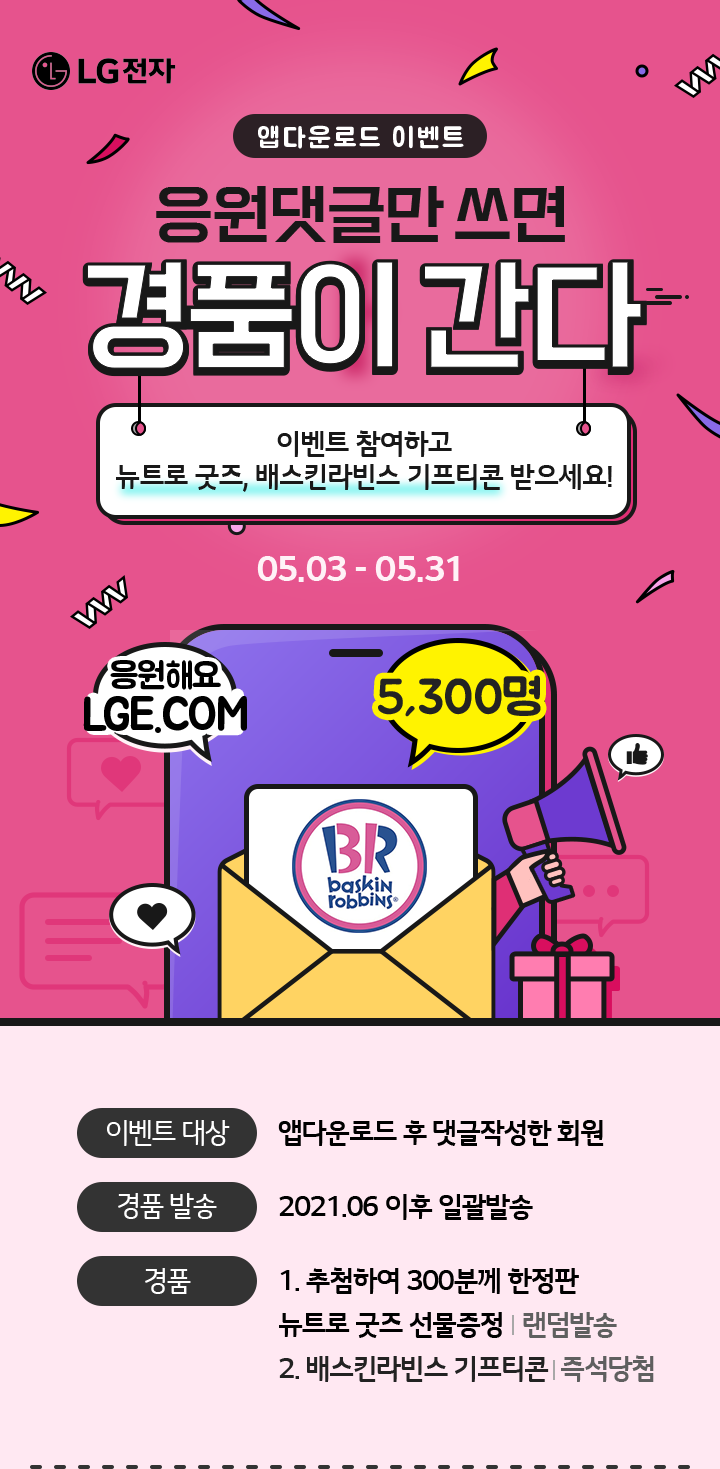 LG전자
앱다운로드 이벤트
응원댓글만 쓰면
경품이 간다
이벤트 참여하고
뉴트로 굿즈, 배스킨라빈스 기프티콘 받으세요!
05.03 - 05.31
응원해요
LGE.COM
5,300명
BR
baskin
robbins®
이벤트 대상
앱다운로드 후 댓글작성한 회원
경품 발송
2021.06 이후 일괄발송
경품
1. 추첨하여 300분께 한정판
뉴트로 굿즈 선물증정 | 랜덤발송
2. 배스킨라빈스 기프티콘 | 즉석당첨